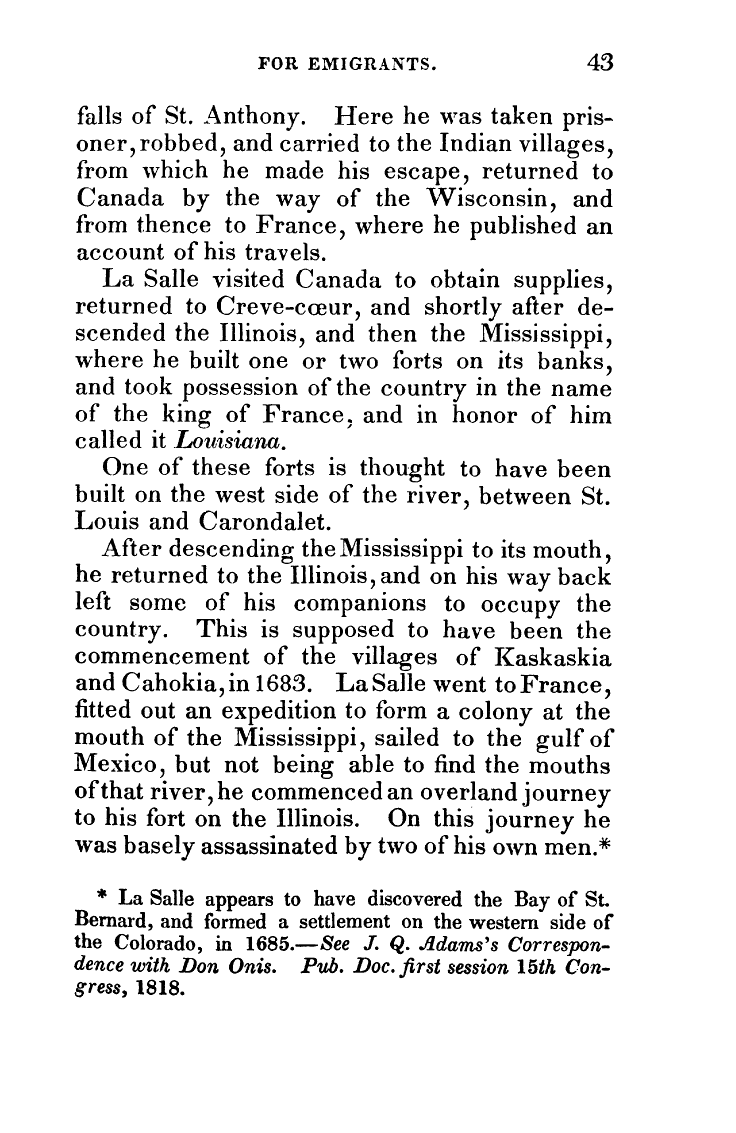 FOR EMIGRANTS. 43
falls of St. Anthony. Here he was taken pris-
oner, robbed, and carried to the Indian villages,
from which he made his escape, returned to
Canada by the way of the Wisconsin, and
from thence to France, where he published an
account of his travels.
La Salle visited Canada to obtain supplies,
returned to Creve-cœur, and shortly after de-
scended the Illinois, and then the Mississippi,
where he built one or two forts on its banks,
and took possession of the country in the name
of the king of France, and in honor of him
called it Louisiana.
One of these forts is thought to have been
built on the west side of the river, between St.
Louis and Carondalet.
After descending the Mississippi to its mouth,
he returned to the Illinois, and on his way back
left some of his companions to occupy the
country. This is supposed to have been the
commencement of the villages of Kaskaskia
and Cahokia, in 1683. La Salle went to France,
fitted out an expedition to form a colony at the
mouth of the Mississippi, sailed to the gulf of
Mexico, but not being able to find the mouths
of that river, he commenced an overland journey
to his fort on the Illinois. On this journey he
was basely assassinated by two of his own men.*
* La Salle appears to have discovered the Bay of St.
Bernard, and formed a settlement on the western side of
the Colorado, in 1685.—See J. Q. Adams's Correspon-
dence with Don Onis. Pub. Doc. first session 15th Con-
gress, 1818.